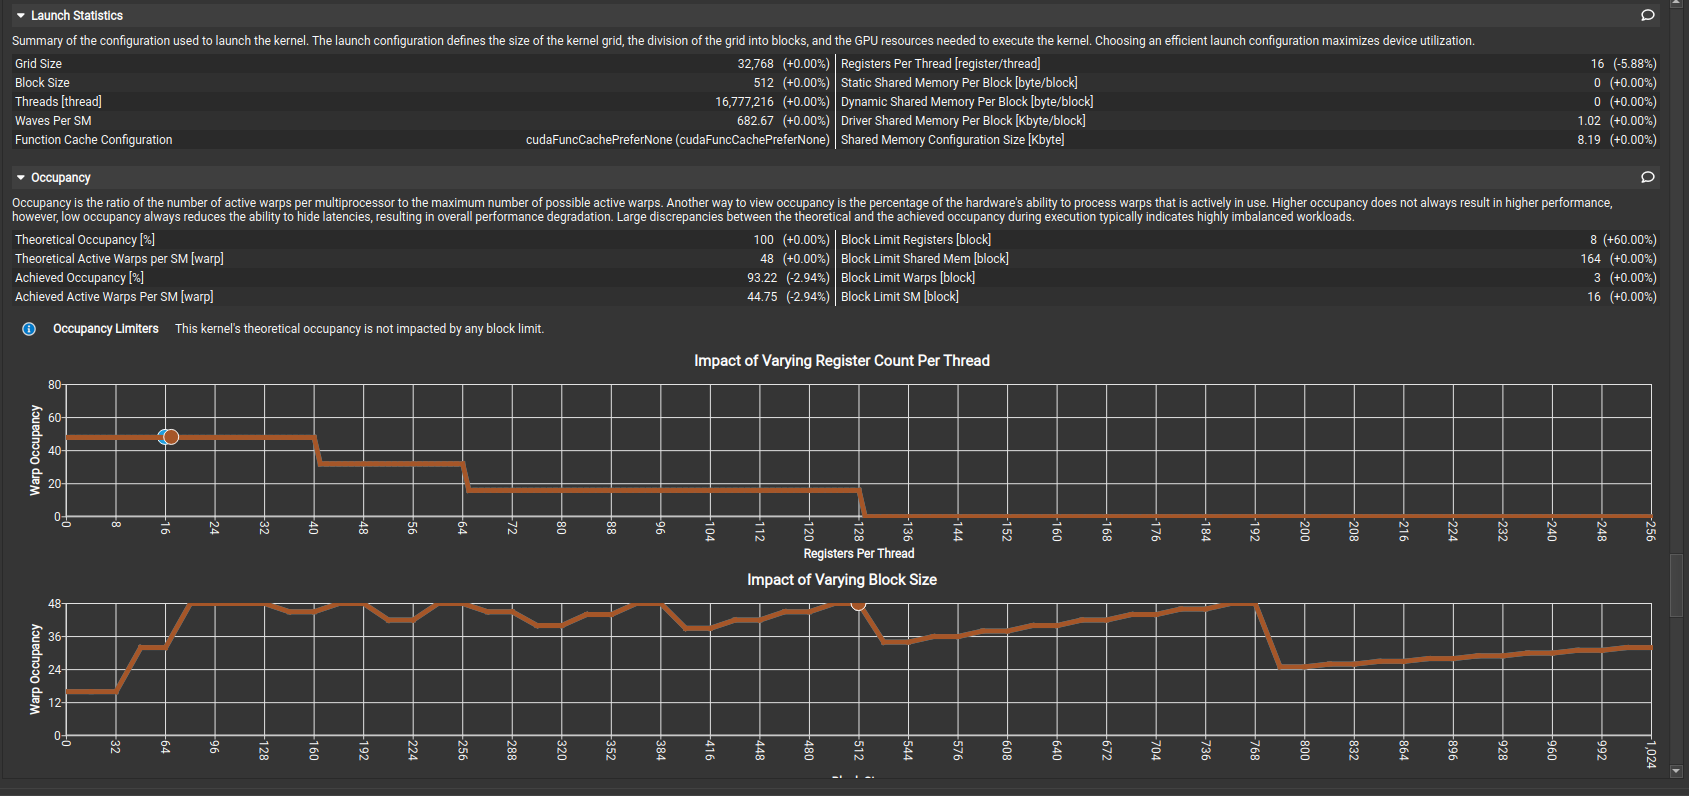 Launch Statistics
Summary of the configuration used to launch the kernel. The launch configuration defines the size of the kernel grid, the division of the grid into blocks, and the GPU resources needed to execute the kernel. Choosing an efficient launch configuration maximizes device utilization.
Grid Size 32,768 (+0.00%) Registers Per Thread [register/thread] 16 (-5.88%)
Block Size 512 (+0.00%) Static Shared Memory Per Block [byte/block] 0 (+0.00%)
Threads [thread] 16,777,216 (+0.00%) Dynamic Shared Memory Per Block [byte/block] 0 (+0.00%)
Waves Per SM 682.67 (+0.00%) Driver Shared Memory Per Block [Kbyte/block] 1.02 (+0.00%)
Function Cache Configuration cudaFuncCachePreferNone (cudaFuncCachePreferNone) Shared Memory Configuration Size [Kbyte] 8.19 (+0.00%)
Occupancy
Occupancy is the ratio of the number of active warps per multiprocessor to the maximum number of possible active warps. Another way to view occupancy is the percentage of the hardware's ability to process warps that is actively in use. Higher occupancy does not always result in higher performance,
however, low occupancy always reduces the ability to hide latencies, resulting in overall performance degradation. Large discrepancies between the theoretical and the achieved occupancy during execution typically indicates highly imbalanced workloads.
Theoretical Occupancy [%] 100 (+0.00%) Block Limit Registers [block] 8 (+60.00%)
Theoretical Active Warps per SM [warp] 48 (+0.00%) Block Limit Shared Mem [block] 164 (+0.00%)
Achieved Occupancy [%] 93.22 (-2.94%) Block Limit Warps [block] 3 (+0.00%)
Achieved Active Warps Per SM [warp] 44.75 (-2.94%) Block Limit SM [block] 16 (+0.00%)
Occupancy Limiters This kernel's theoretical occupancy is not impacted by any block limit.
Impact of Varying Register Count Per Thread
Warp Occupancy
80
60
40
20
0
0 8 16 24 32 40 48 56 64 72 80 88 96 104 112 120 128 136 144 152 160 168 176 184 192 200 208 216 224 232 240 248 256
Registers Per Thread
Impact of Varying Block Size
Warp Occupancy
48
36
24
12
0
0 32 64 96 128 160 192 224 256 288 320 352 384 416 448 480 512 544 576 608 640 672 704 736 768 800 832 864 896 928 960 992 1,024